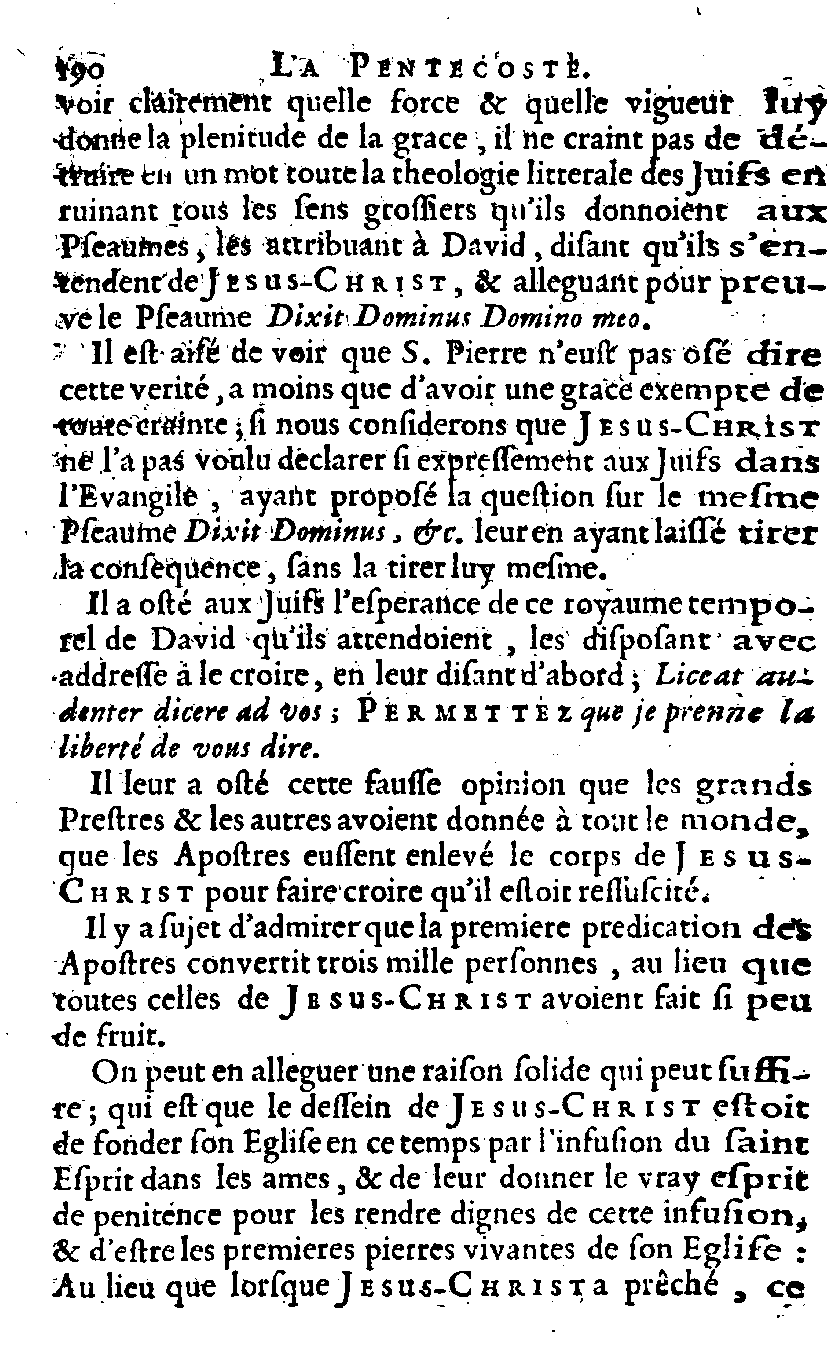 190 LA PENTECOSTE.
voir clairement quelle force & quelle vigueur luy
donne la plenitude de la grace, il ne craint pas de dé-
truire en un mot toute la theologie litterale des Juifs en
ruinant tous les ſens groſſiers qu'ils donnoient aux
Pſeaumes, les attribuant à David, diſant qu'ils s'en-
tendent de JESUS-CHRIST, & alleguant pour preu-
ve le Pſeaume Dixit Dominus Domino meo.
Il eſt aiſé de voir que S. Pierre n'euſt pas oſé dire
cette verité, a moins que d'avoir une grace exempte de
toute crainte; ſi nous conſiderons que JESUS-CHRIST
ne l'a pas voulu declarer ſi expreſſement aux Juifs dans
l'Evangile, ayant propoſé la queſtion ſur le meſme
Pſeaume Dixit Dominus, &c. leur en ayant laiſſé tirer
la conſequence, ſans la tirer luy meſme.
Il a oſté aux Juifs l'eſperance de ce royaume tempo-
rel de David qu'ils attendoient, les diſpoſant avec
addreſſe à le croire, en leur diſant d'abord; Liceat au-
denter dicere ad vos; PERMETTEZ que je prenne la
liberté de vous dire.
Il leur a oſté cette fauſſe opinion que les grands
Preſtres & les autres avoient donnée à tout le monde,
que les Apoſtres euſſent enlevé le corps de JESUS-
CHRIST pour faire croire qu'il eſtoit reſſuſcité.
Il y a ſujet d'admirer que la premiere predication des
Apoſtres convertit trois mille perſonnes, au lieu que
toutes celles de JESUS-CHRIST avoient fait ſi peu
de fruit.
On peut en alleguer une raiſon ſolide qui peut ſuffi-
re; qui eſt que le deſſein de JESUS-CHRIST eſtoit
de fonder ſon Egliſe en ce temps par l'infuſion du ſaint
Eſprit dans les ames, & de leur donner le vray eſprit
de penitence pour les rendre dignes de cette infuſion,
& d'eſtre les premieres pierres vivantes de ſon Egliſe :
Au lieu que lorſque JESUS-CHRIST a prêché, ce